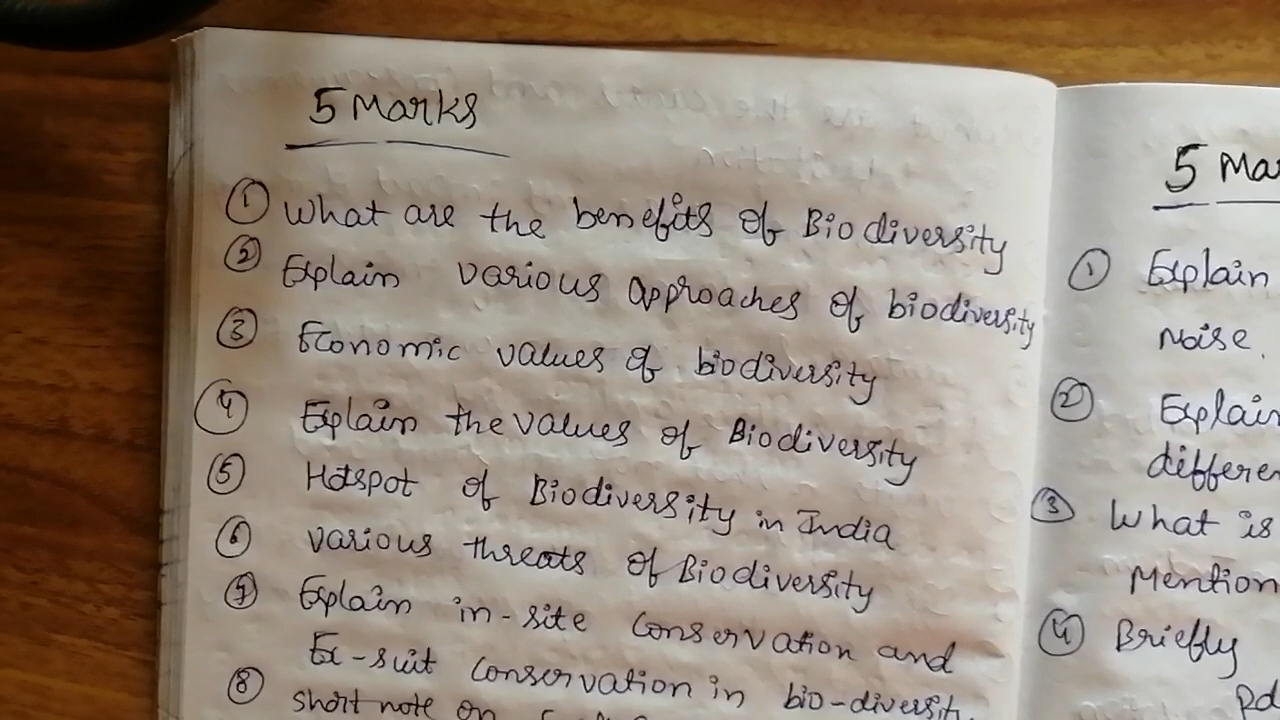 5 Marks
① What are the benefits of Biodiversity
② Explain various approaches of biodiversity
③ Economic values of biodiversity
④ Explain the values of Biodiversity
⑤ Hotspot of Biodiversity in India
⑥ various threats of Biodiversity
⑦ Explain in-site conservation and
Ex-suit conservation in bio-diversity
⑧ short note on
5 Mar
① Explain
Noise.
② Explain
differen
③ What is
Mention
④ Briefly